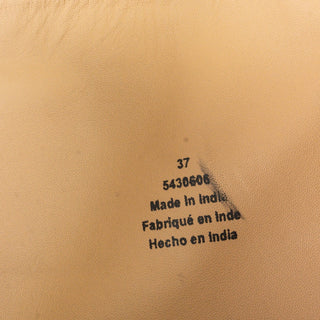 37
5430606
Made in India
Fabriqué en Inde
Hecho en India